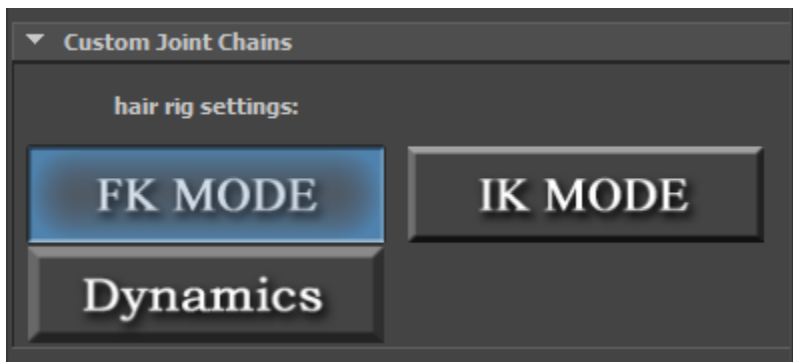 Custom Joint Chains
hair rig settings:
FK MODE
IK MODE
Dynamics